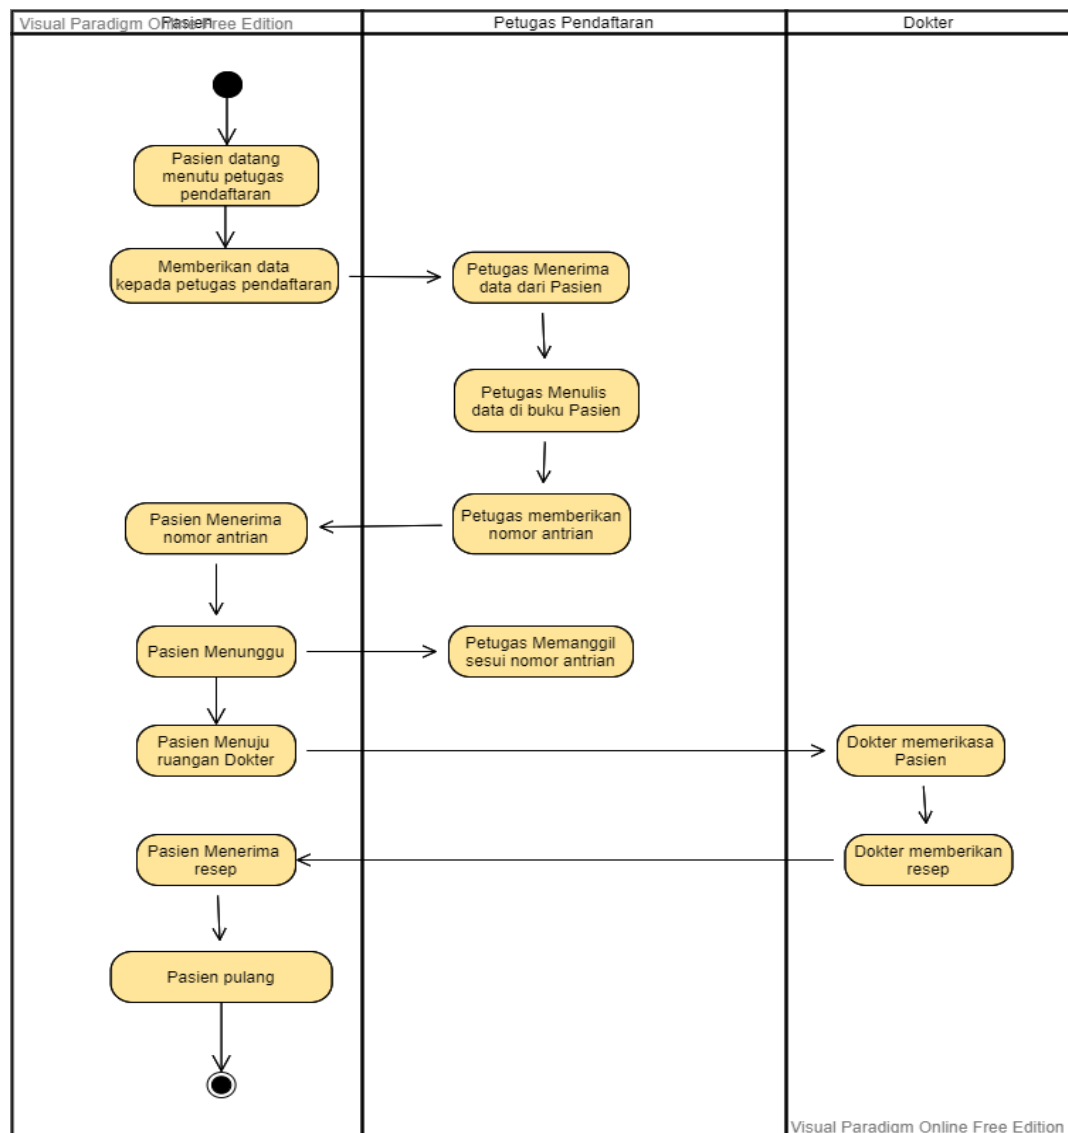 Visual Paradigm Online Free Edition
Pasien
Petugas Pendaftaran
Dokter
Pasien datang
menutu petugas
pendaftaran
Memberikan data
kepada petugas pendaftaran
Petugas Menerima
data dari Pasien
Petugas Menulis
data di buku Pasien
Pasien Menerima
nomor antrian
Petugas memberikan
nomor antrian
Pasien Menunggu
Petugas Memanggil
sesui nomor antrian
Pasien Menuju
ruangan Dokter
Dokter memerikasa
Pasien
Pasien Menerima
resep
Dokter memberikan
resep
Pasien pulang
Visual Paradigm Online Free Edition